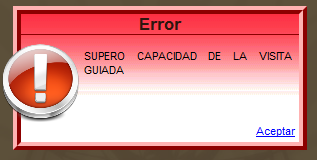 Error
SUPERO CAPACIDAD DE LA VISITA
GUIADA
Aceptar